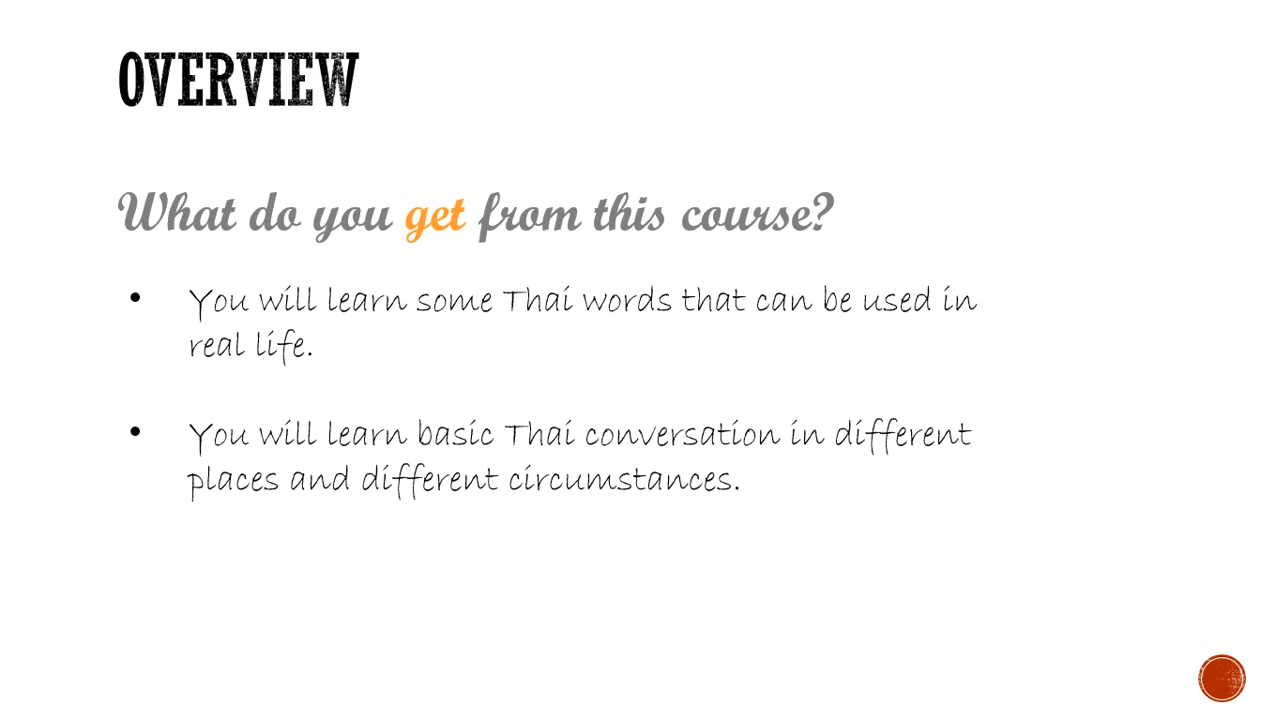 OVERVIEW
What do you get from this course?
• You will learn some Thai words that can be used in
real life.
• You will learn basic Thai conversation in different
places and different circumstances.